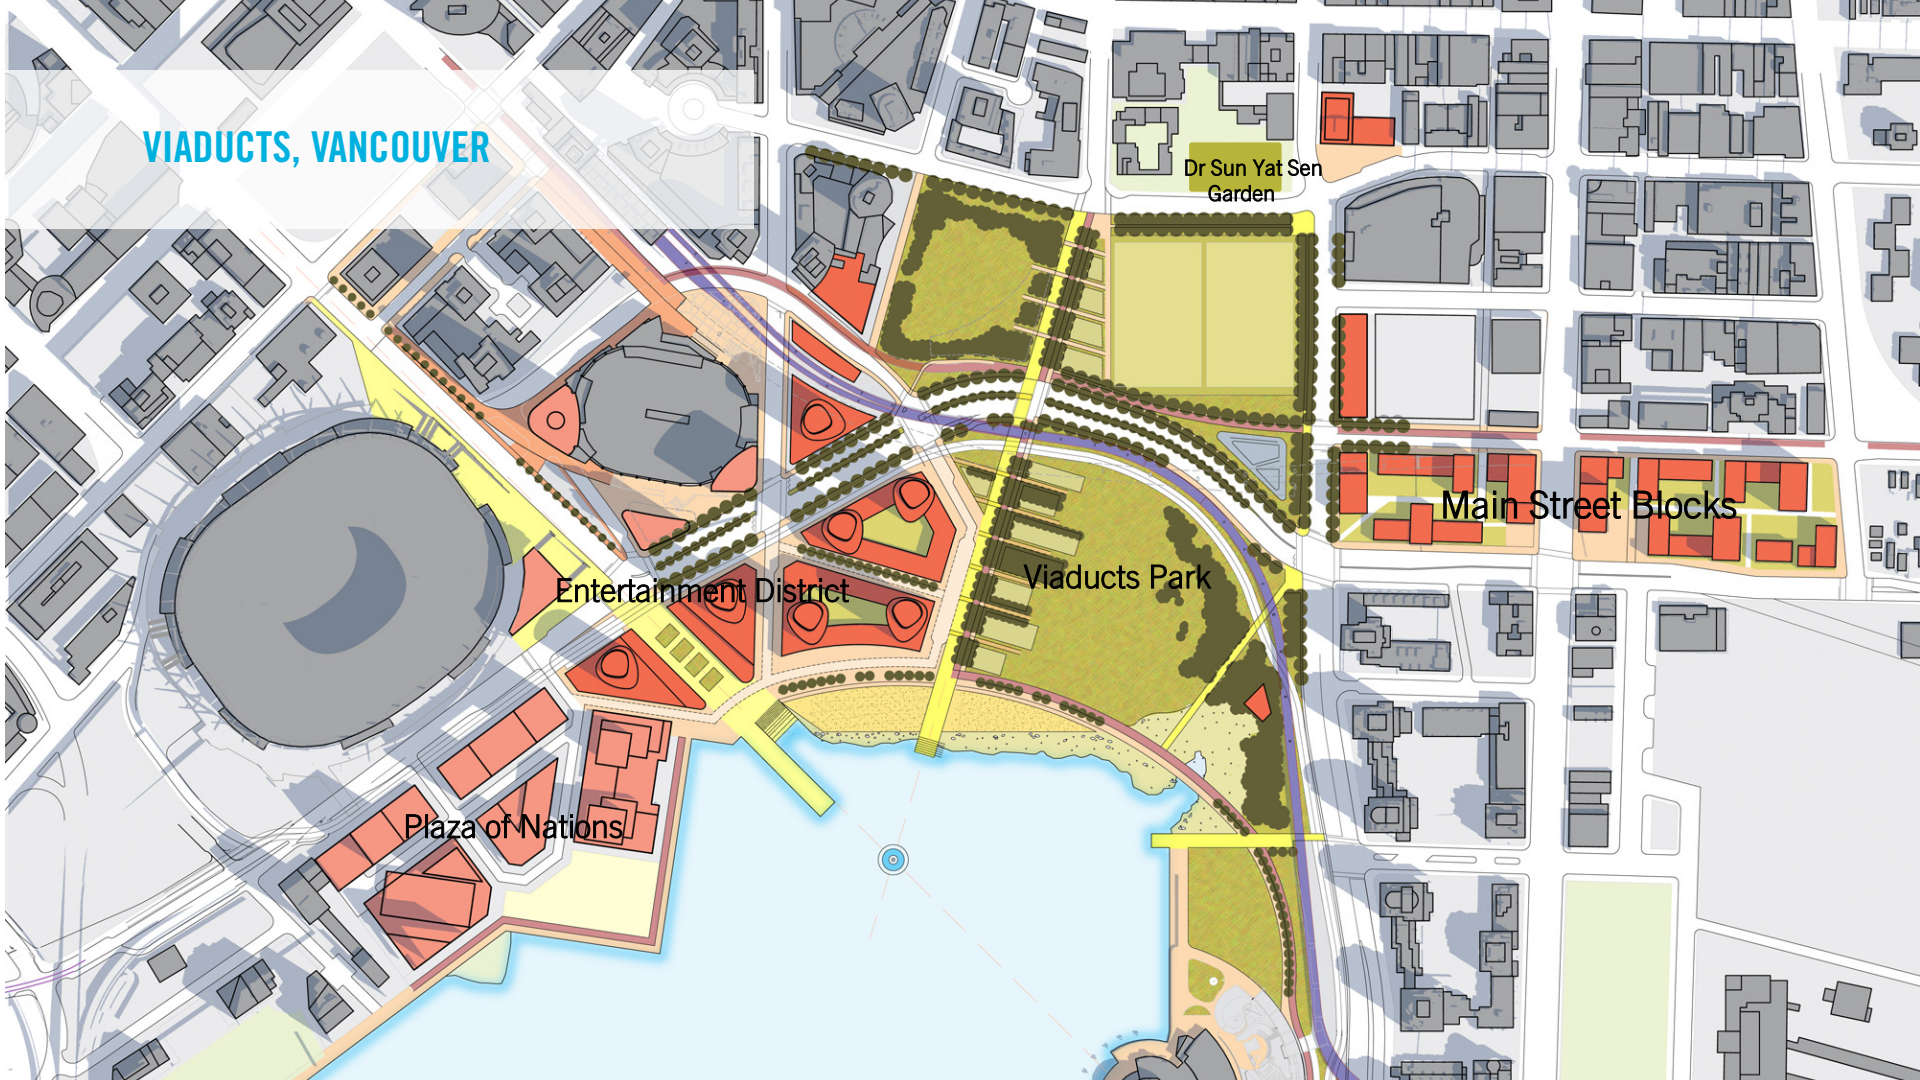 VIADUCTS, VANCOUVER
Dr Sun Yat Sen
Garden
Main Street Blocks
Viaducts Park
Entertainment District
Plaza of Nations